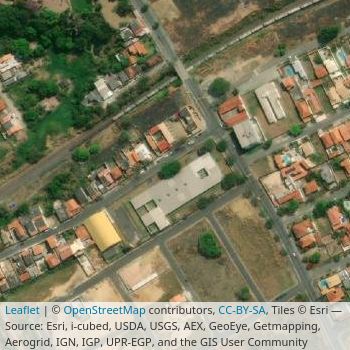 Leaflet | © OpenStreetMap contributors, CC-BY-SA, Tiles © Esri —
Source: Esri, i-cubed, USDA, USGS, AEX, GeoEye, Getmapping,
Aerogrid, IGN, IGP, UPR-EGP, and the GIS User Community